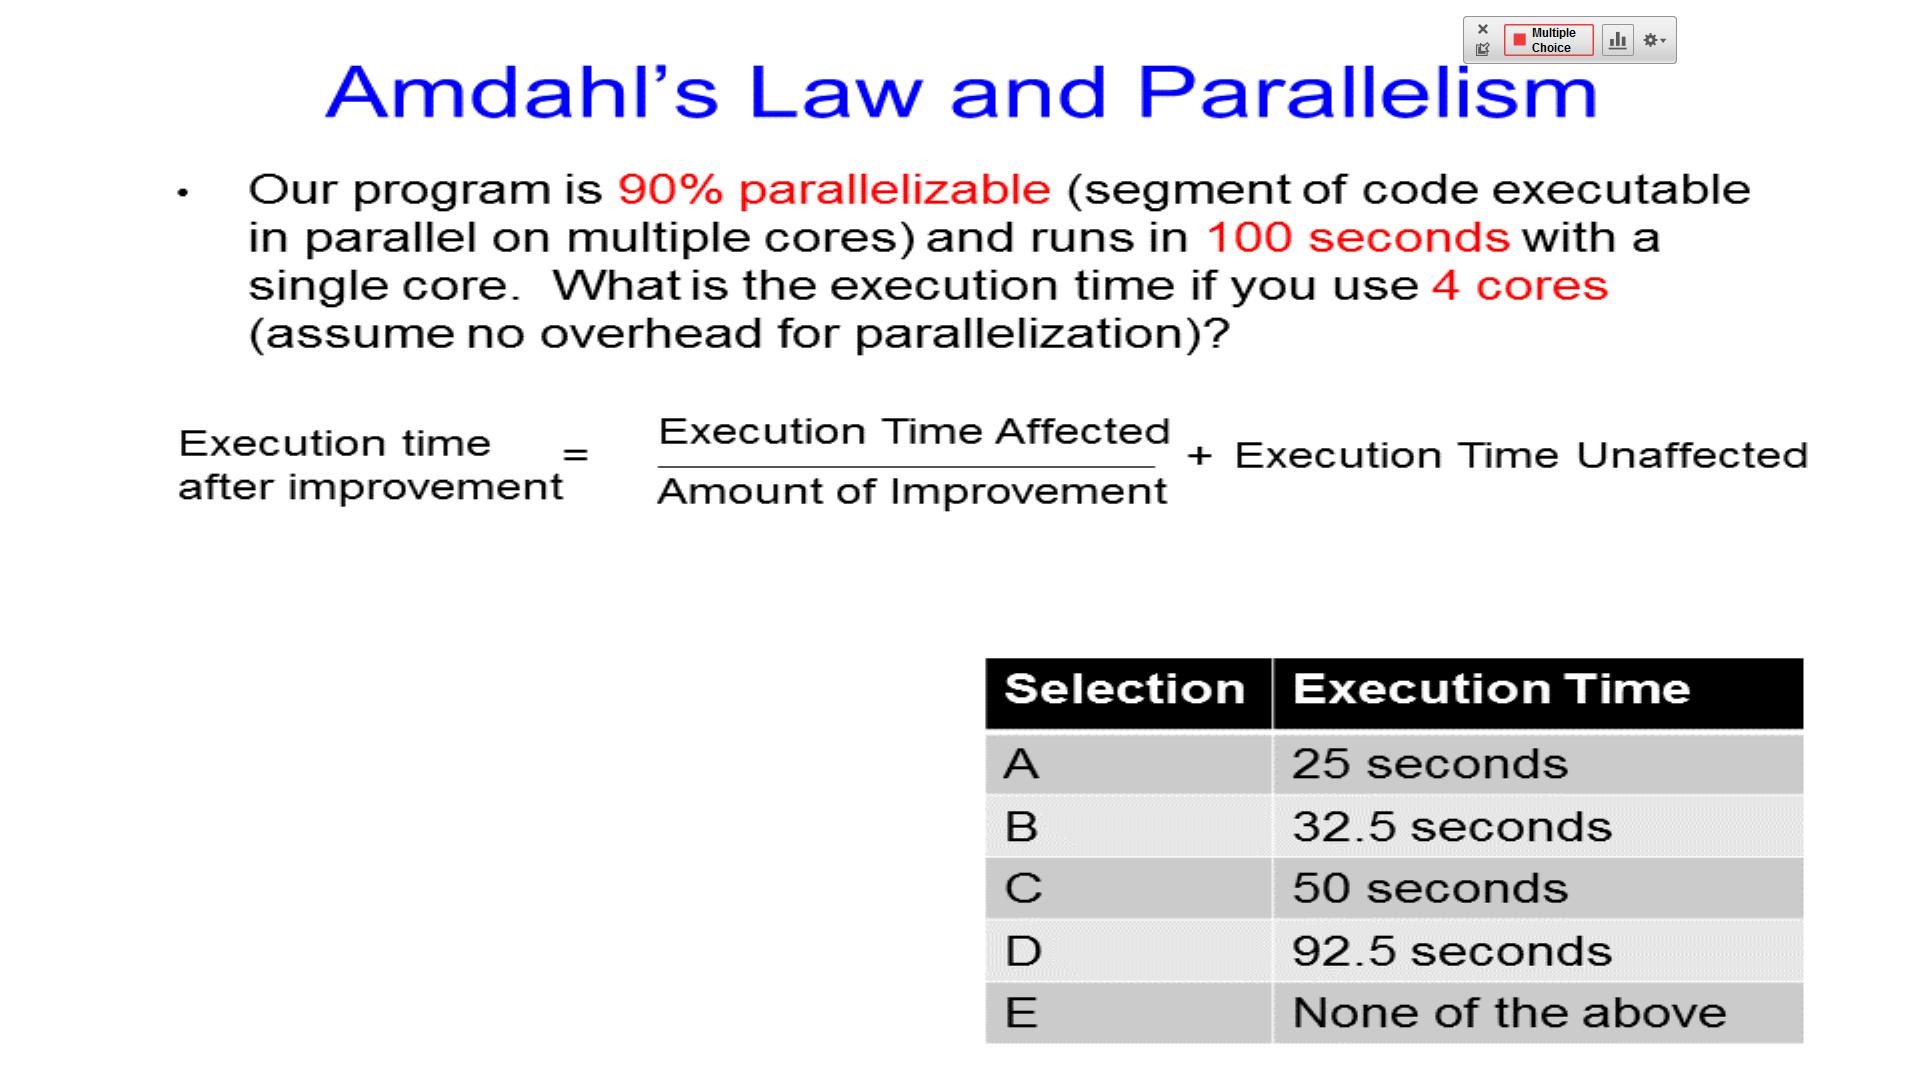 Multiple
Choice
Amdahl's Law and Parallelism
• Our program is 90% parallelizable (segment of code executable
in parallel on multiple cores) and runs in 100 seconds with a
single core. What is the execution time if you use 4 cores
(assume no overhead for parallelization)?
Execution time
after improvement
=
Execution Time Affected
Amount of Improvement
+ Execution Time Unaffected
Selection Execution Time
A 25 seconds
B 32.5 seconds
C 50 seconds
D 92.5 seconds
E None of the above